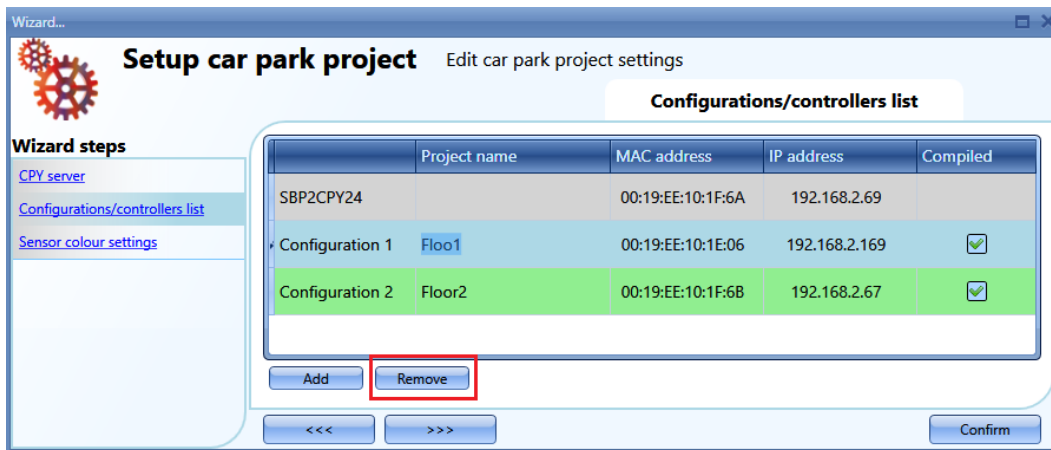 Wizard...
Setup car park project Edit car park project settings
Configurations/controllers list
Wizard steps
CPY server
Configurations/controllers list
Sensor colour settings
Project name MAC address IP address Compiled
SBP2CPY24 00:19:EE:10:1F:6A 192.168.2.69
Configuration 1 Floo1 00:19:EE:10:1E:06 192.168.2.169
Configuration 2 Floor2 00:19:EE:10:1F:6B 192.168.2.67
Add Remove
<<< >>> Confirm